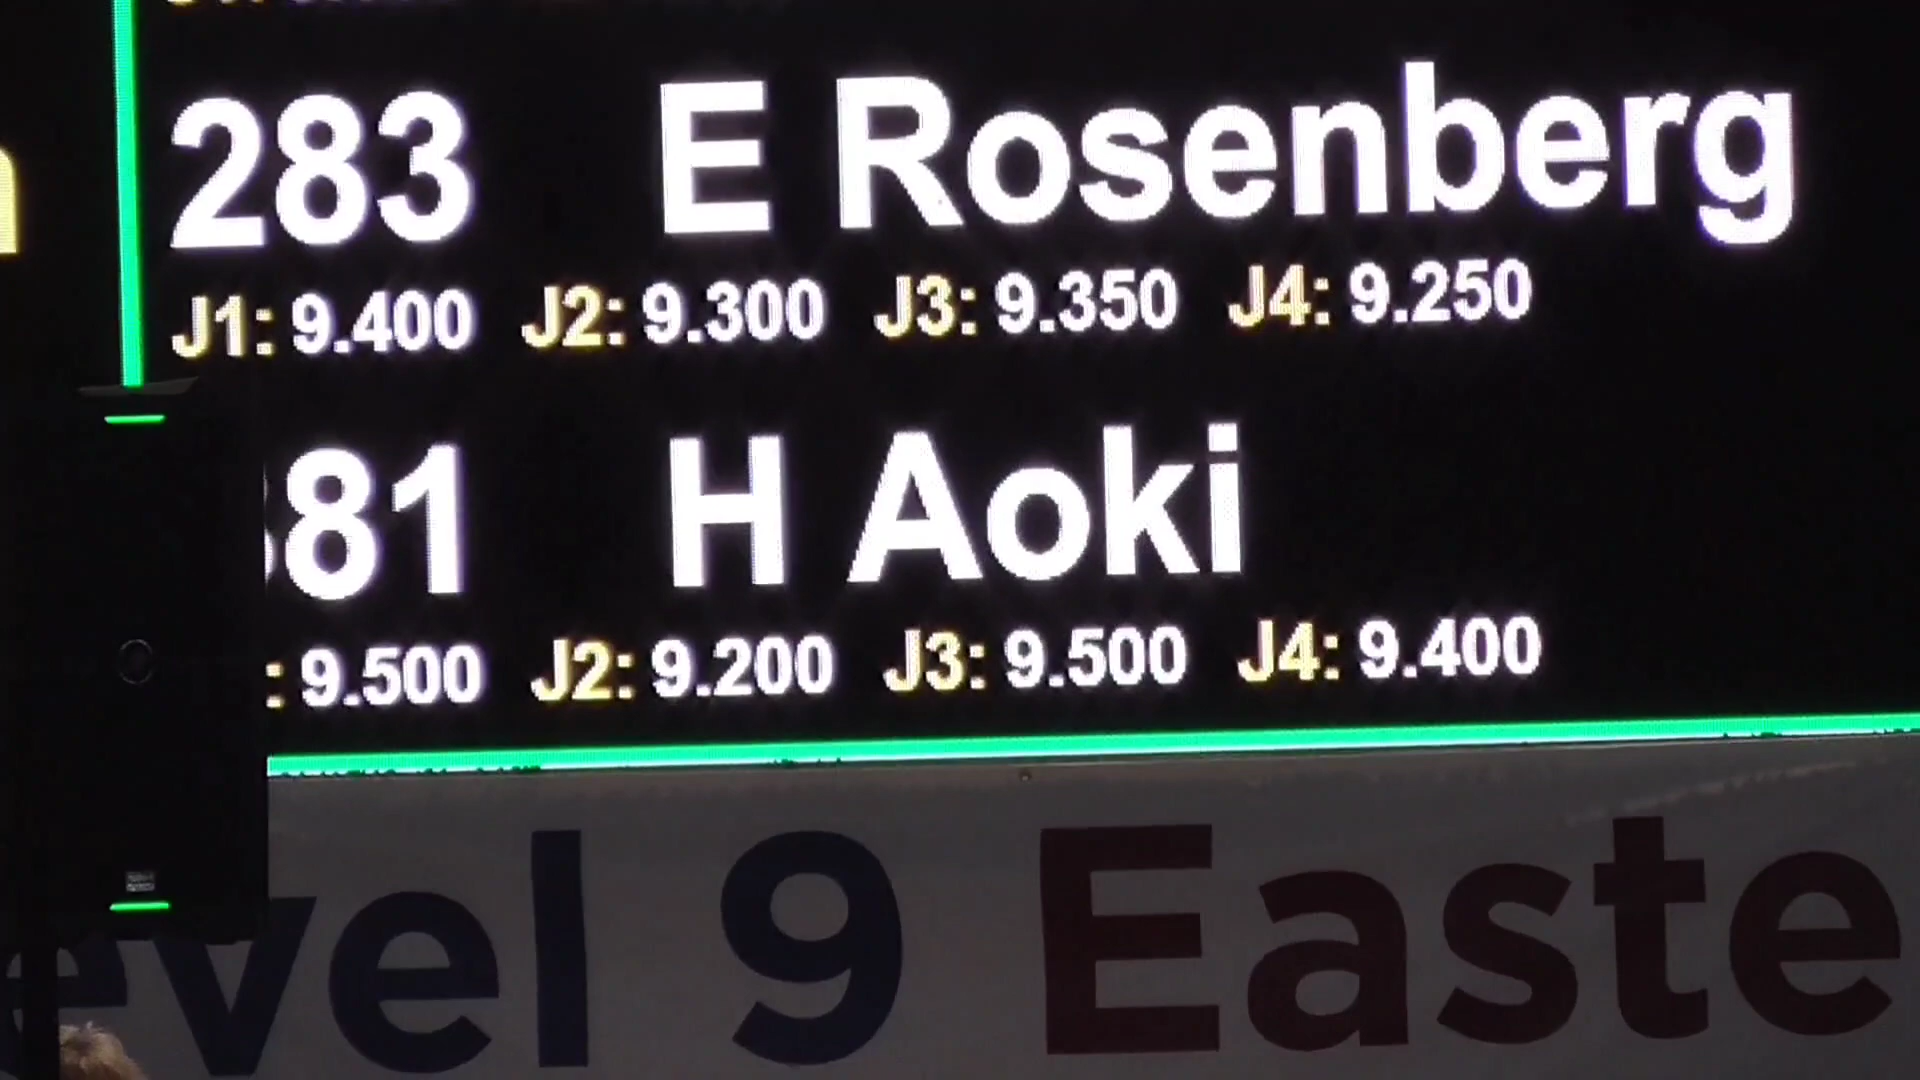 283 E Rosenberg
J1: 9.400 J2: 9.300 J3: 9.350 J4: 9.250
81 H Aoki
: 9.500 J2: 9.200 J3: 9.500 J4: 9.400
evel 9 Easte